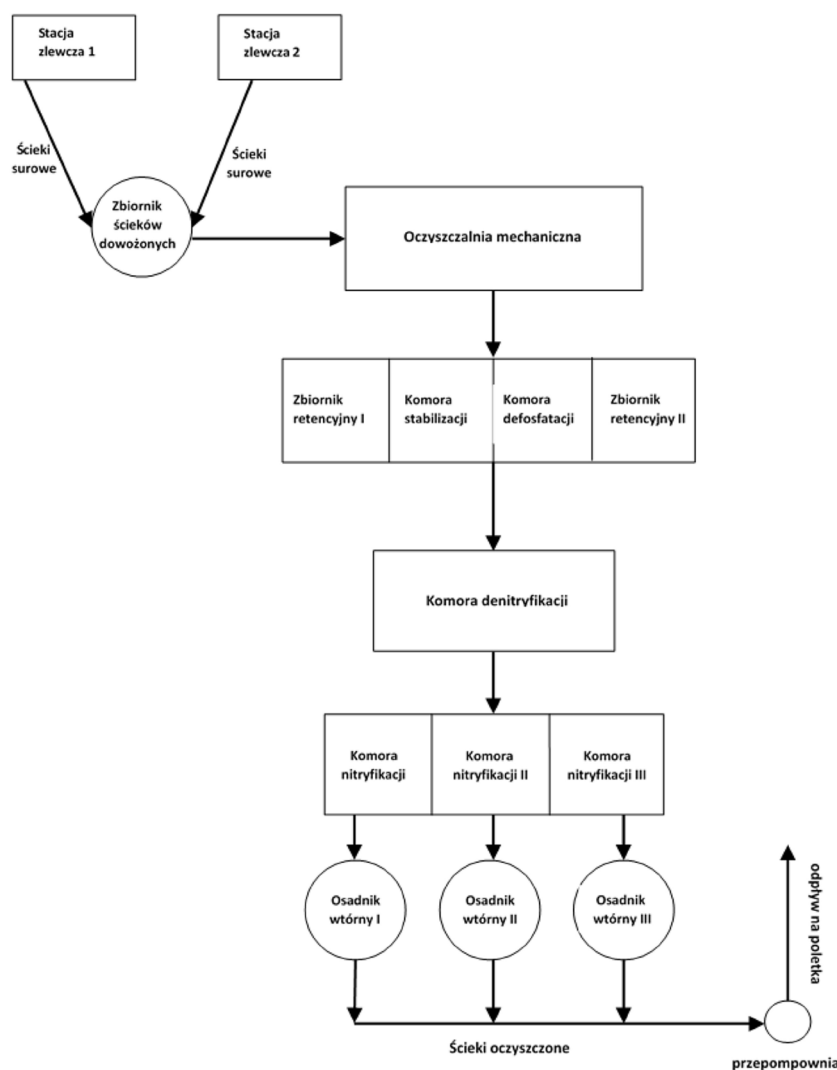 Stacja
zlewcza 1
Stacja
zlewcza 2
Ścieki
surowe
Ścieki
surowe
Zbiornik
ścieków
dowożonych
Oczyszczalnia mechaniczna
Zbiornik
retencyjny I
Komora
stabilizacji
Komora
defosfatacji
Zbiornik
retencyjny II
Komora denitryfikacji
Komora
nitryfikacji
Komora
nitryfikacji II
Komora
nitryfikacji III
Osadnik
wtórny I
Osadnik
wtórny II
Osadnik
wtórny III
odpływ na poletka
Ścieki oczyszczone
przepompownia